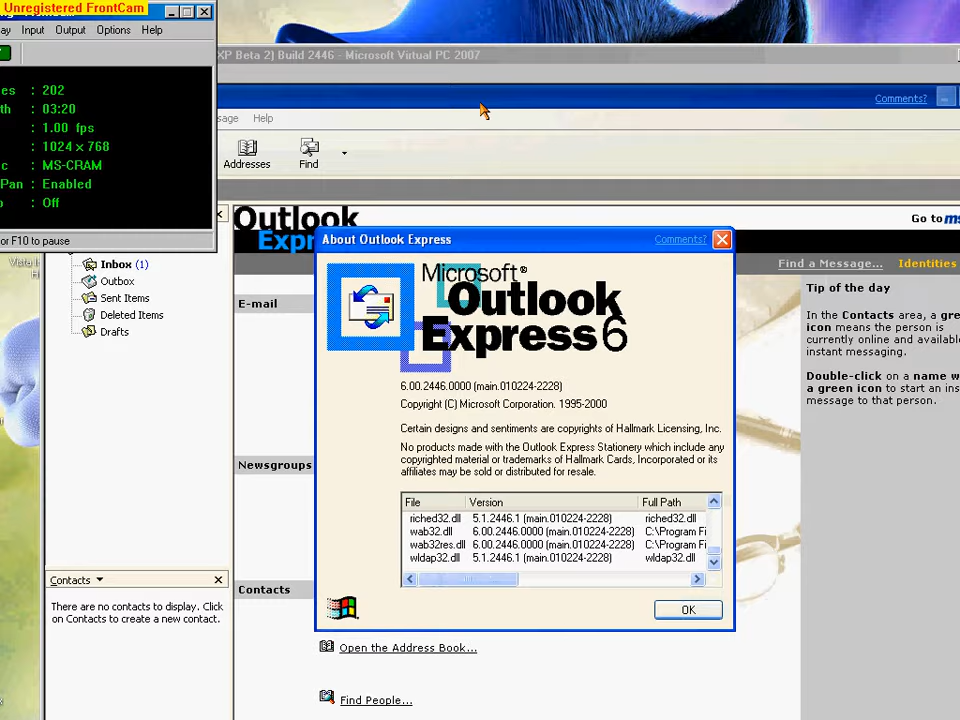 Unregistered FrontCam
ay Input Output Options Help
es : 202
th : 03:20
: 1.00 fps
: 1024 x 768
c : MS-CRAM
Pan : Enabled
o : Off
or F10 to pause
XP Beta 2) Build 2446 - Microsoft Virtual PC 2007
Comments?
sage Help
Addresses
Find
Outlook
Expr
Go to ms
Find a Message... Identities
Inbox (1)
Outbox
Sent Items
Deleted Items
Drafts
E-mail
Newsgroups
Contacts
Tip of the day
In the Contacts area, a gre
icon means the person is
currently online and available
instant messaging.
Double-click on a name w
a green icon to start an ins
message to that person.
About Outlook Express Comments?
Microsoft®
Outlook
Express 6
6.00.2446.0000 (main.010224-2228)
Copyright (C) Microsoft Corporation. 1995-2000
Certain designs and sentiments are copyrights of Hallmark Licensing, Inc.
No products made with the Outlook Express Stationery which include any
copyrighted material or trademarks of Hallmark Cards, Incorporated or its
affiliates may be sold or distributed for resale.
File Version Full Path
riched32.dll 5.1.2446.1 (main.010224-2228) riched32.dll
wab32.dll 6.00.2446.0000 (main.010224-2228) C:\Program Fi
wab32res.dll 6.00.2446.0000 (main.010224-2228) C:\Program Fi
wldap32.dll 5.1.2446.1 (main.010224-2228) wldap32.dll
OK
Contacts
There are no contacts to display. Click
on Contacts to create a new contact.
Open the Address Book...
Find People...